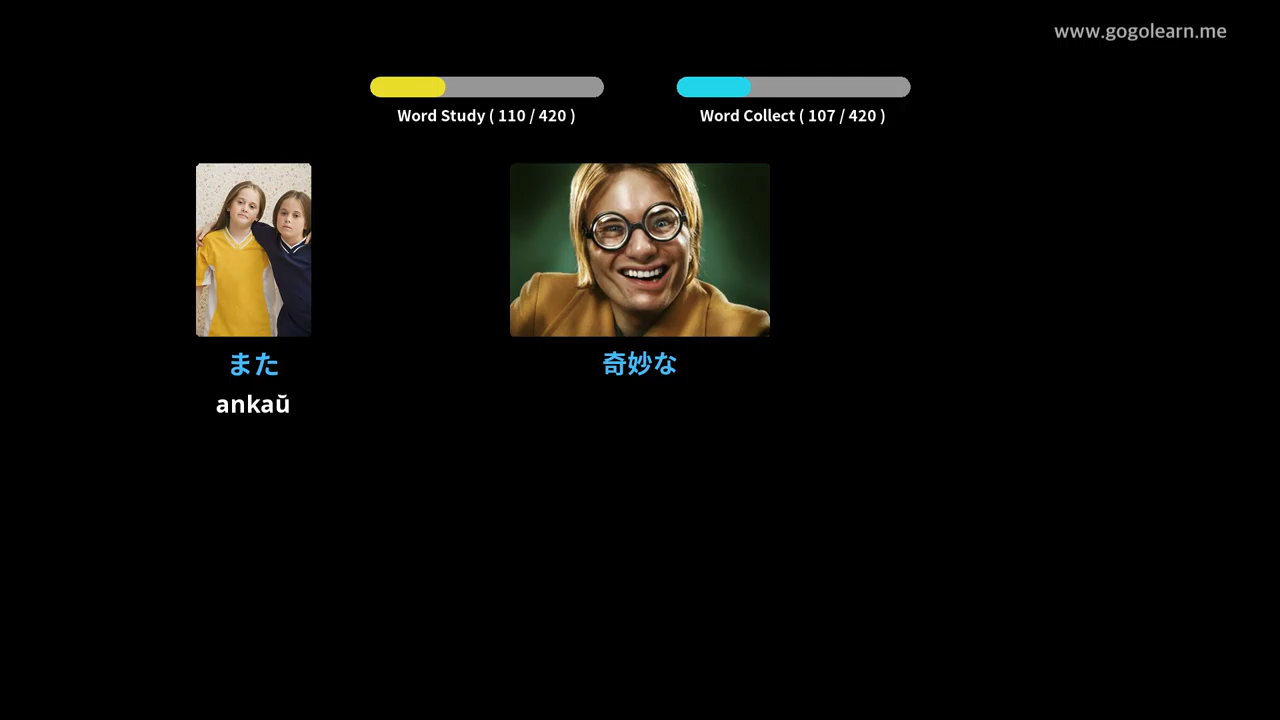 www.gogolearn.me
Word Study ( 110 / 420 )
Word Collect ( 107 / 420 )
また
ankaŭ
奇妙な